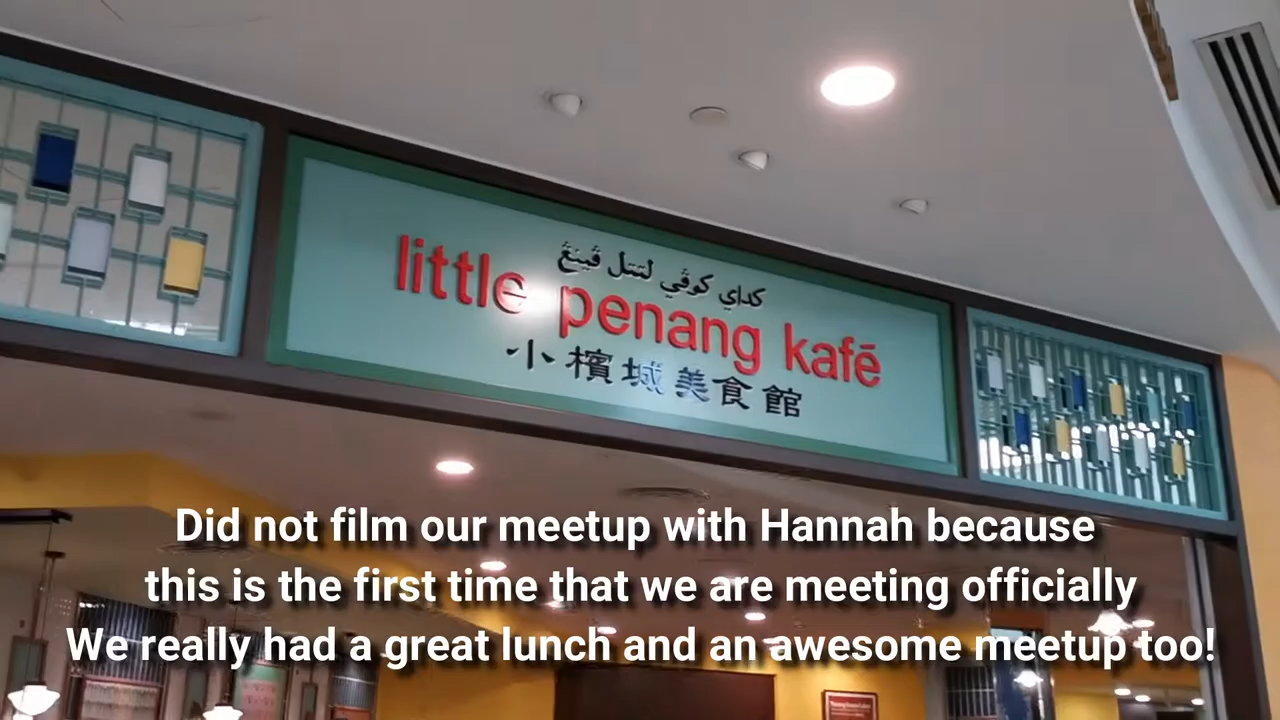 كداي كوڤي لتتل ڤينڠ
little penang kafē
小檳城美食館
Did not film our meetup with Hannah because
this is the first time that we are meeting officially
We really had a great lunch and an awesome meetup too!